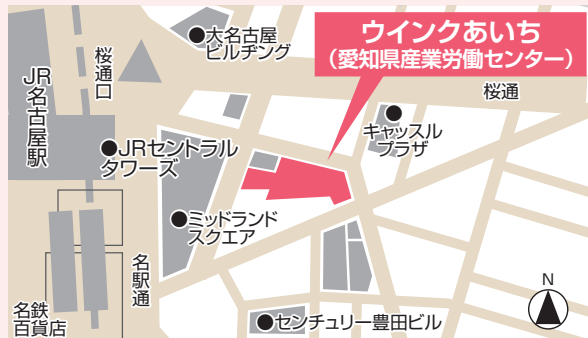 ウインクあいち
(愛知県産業労働センター)
大名古屋
ビルヂング
桜通口
JR名古屋駅
桜通
キャッスル
プラザ
JRセントラル
タワーズ
ミッドランド
スクエア
名駅通
名鉄
百貨店
センチュリー豊田ビル
N